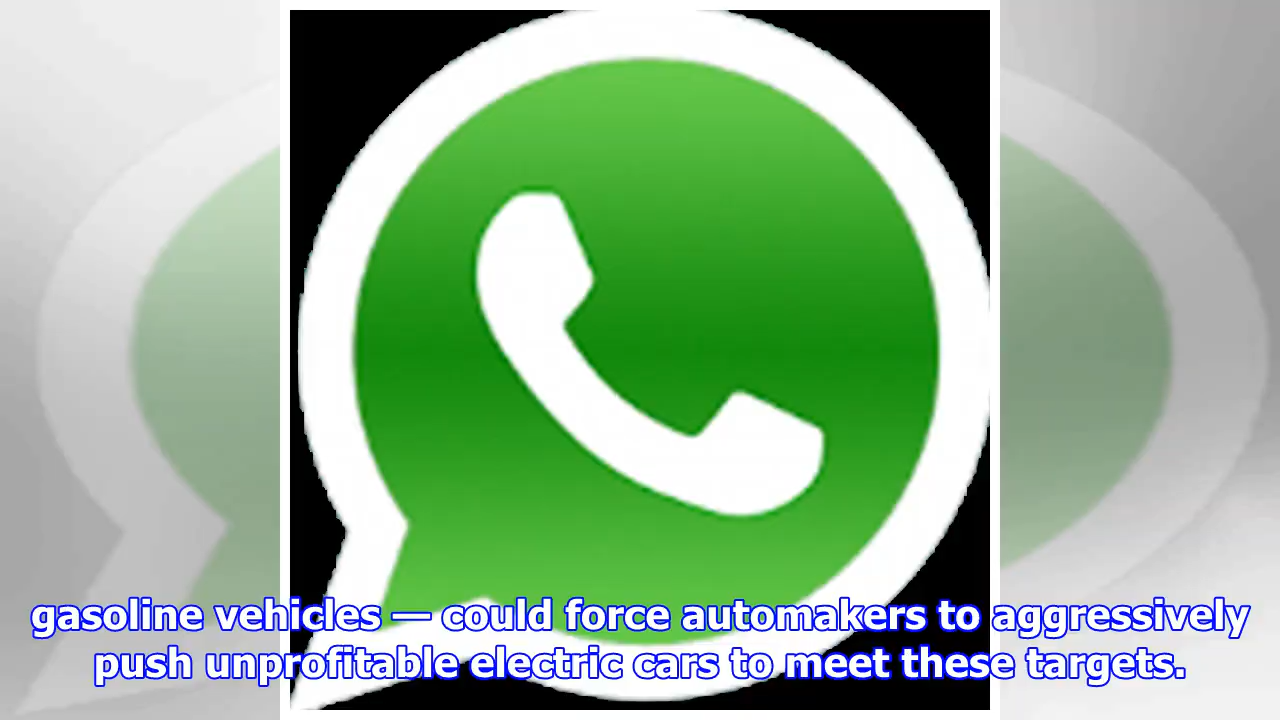 gasoline vehicles — could force automakers to aggressively
push unprofitable electric cars to meet these targets.